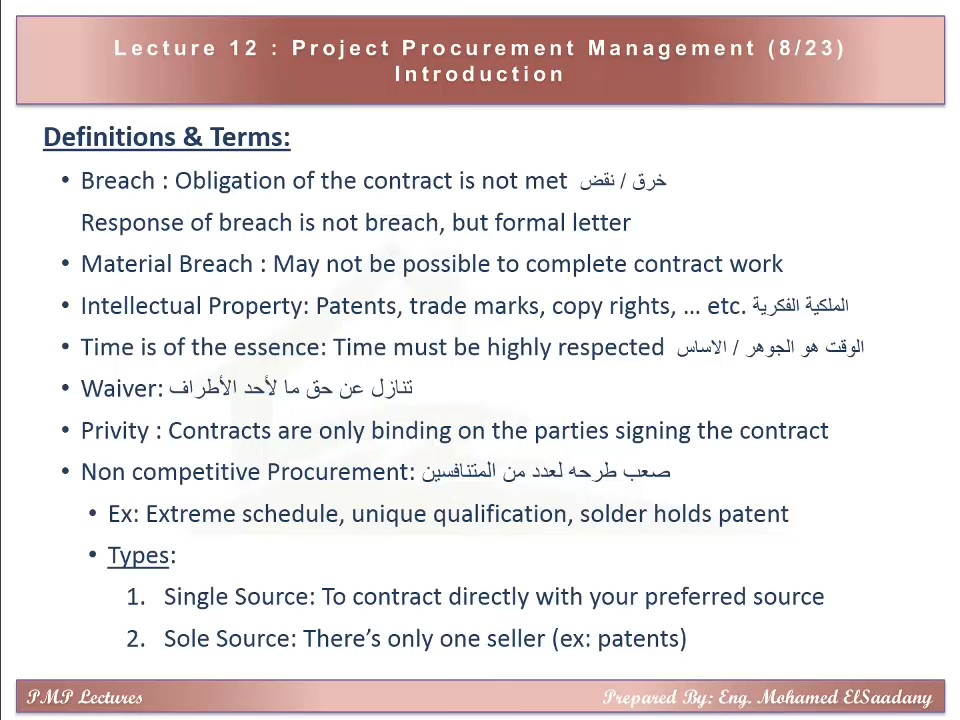 Lecture 12 : Project Procurement Management (8/23)
Introduction
Definitions & Terms:
• Breach : Obligation of the contract is not met خرق / نقض
Response of breach is not breach, but formal letter
• Material Breach : May not be possible to complete contract work
• Intellectual Property: Patents, trade marks, copy rights, … etc. الملكية الفكرية
• Time is of the essence: Time must be highly respected الوقت هو الجوهر / الاساس
• Waiver: تنازل عن حق ما لأحد الأطراف
• Privity : Contracts are only binding on the parties signing the contract
• Non competitive Procurement: صعب طرحه لعدد من المتنافسين
• Ex: Extreme schedule, unique qualification, solder holds patent
• Types:
1. Single Source: To contract directly with your preferred source
2. Sole Source: There’s only one seller (ex: patents)
PMP Lectures
Prepared By: Eng. Mohamed ElSaadany